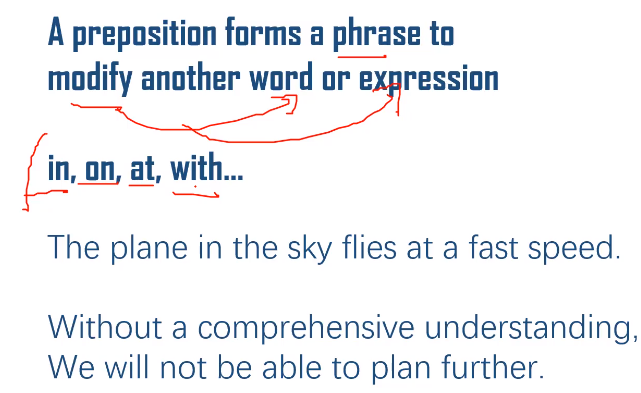 A preposition forms a phrase to
modify another word or expression
in, on, at, with...
The plane in the sky flies at a fast speed.
Without a comprehensive understanding,
We will not be able to plan further.